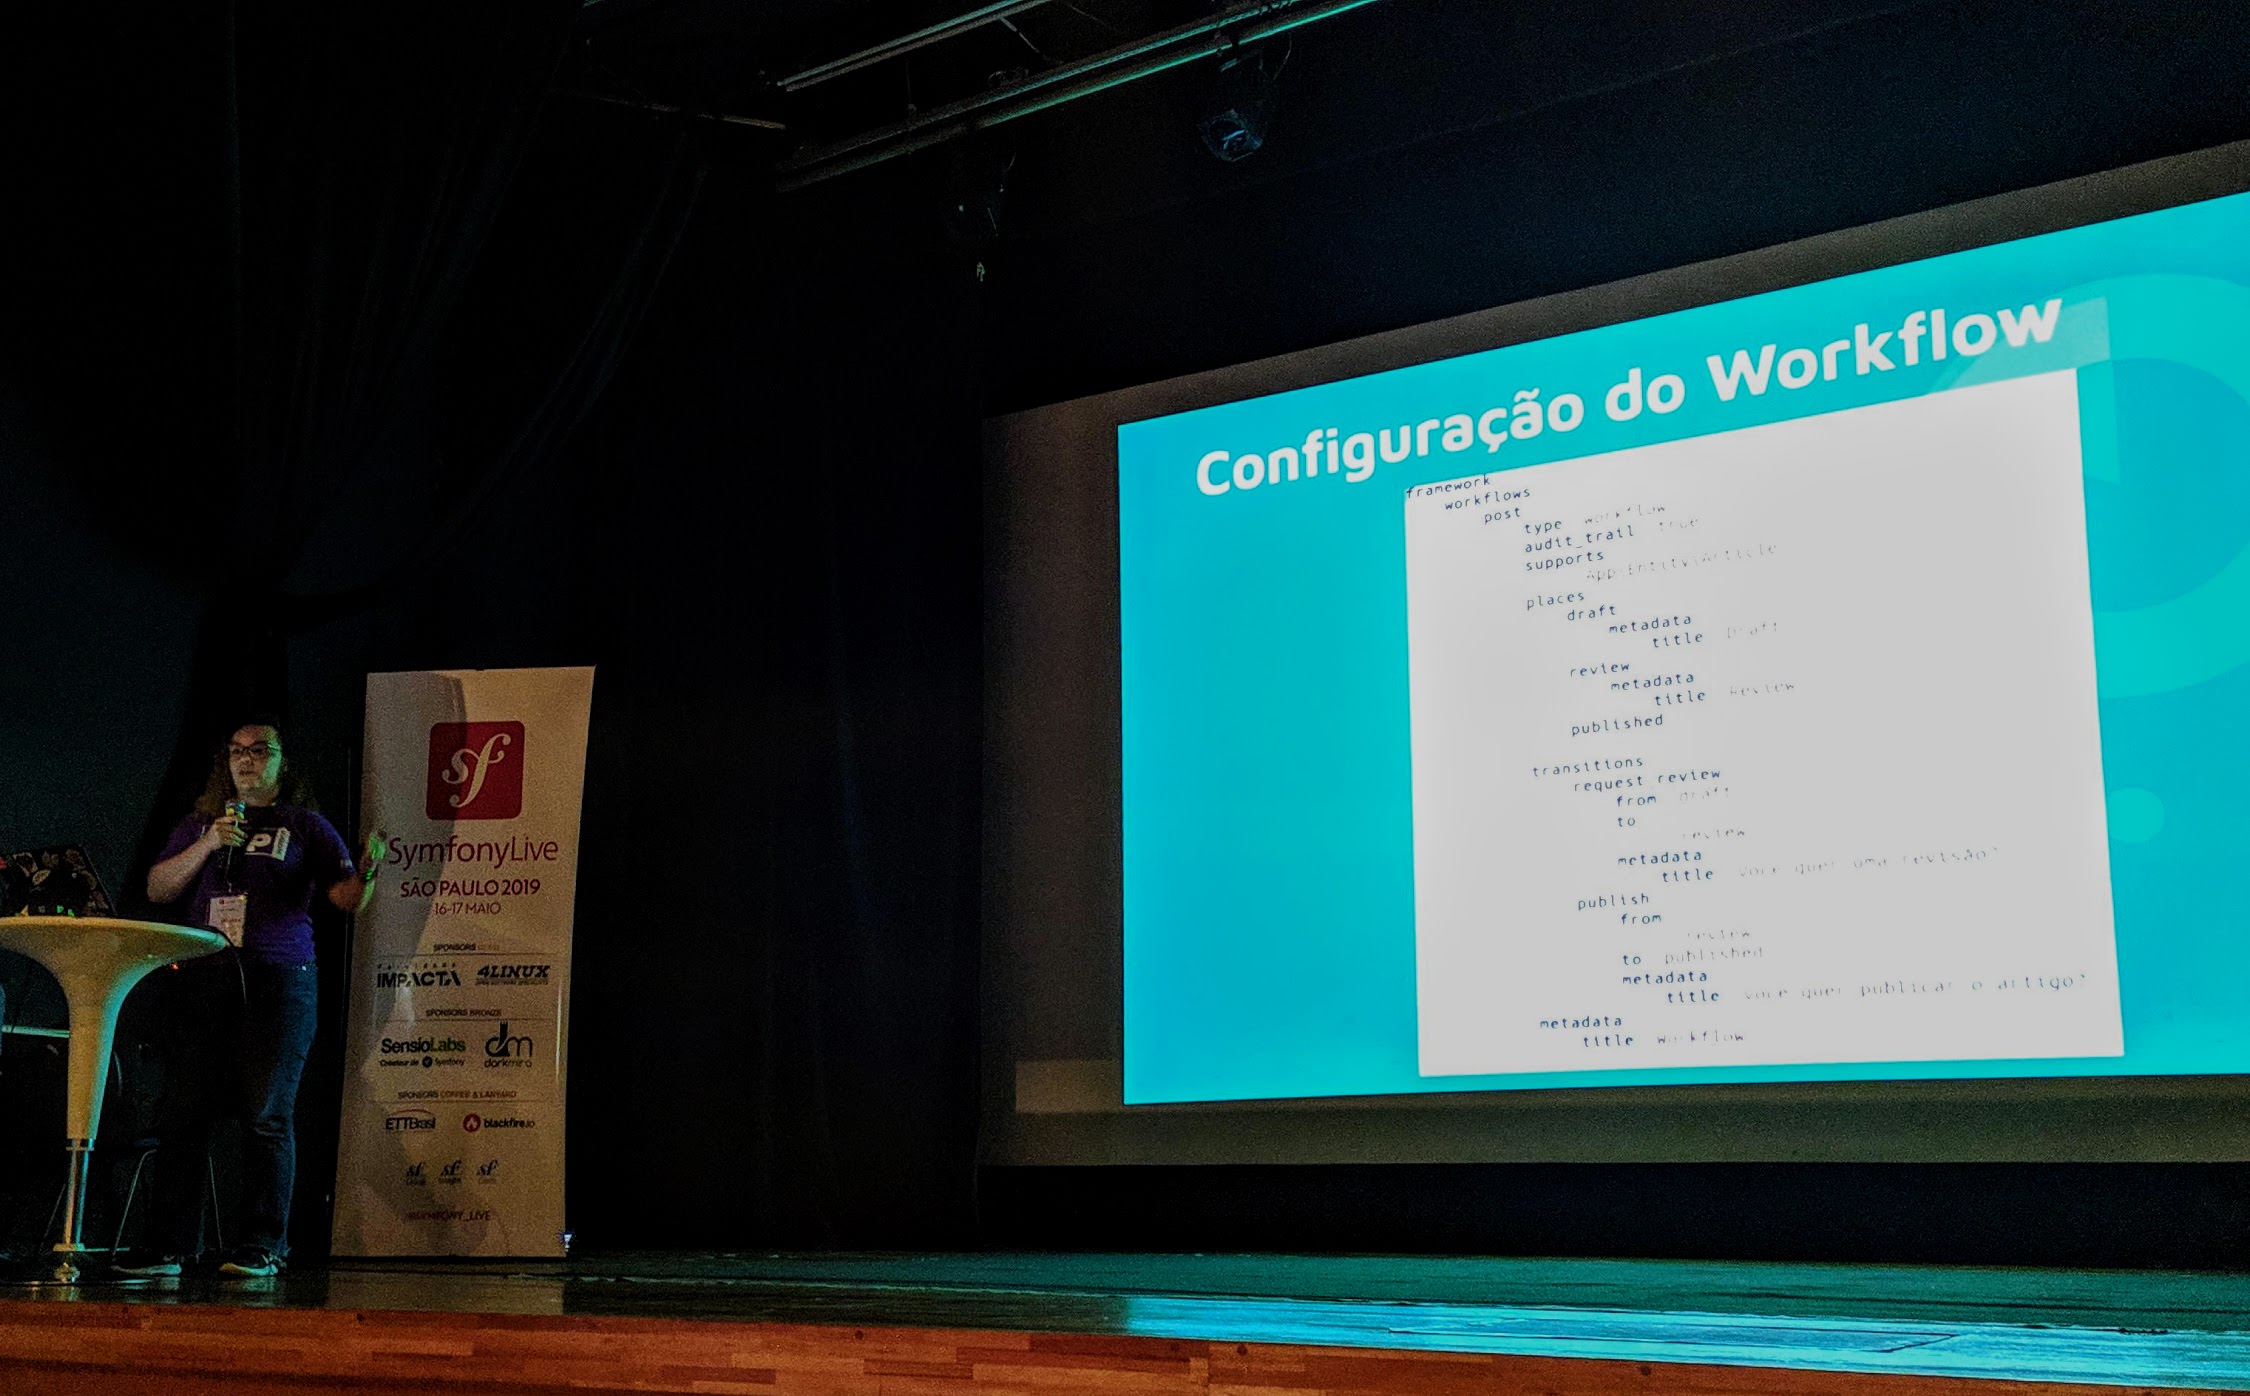 Configuração do Workflow
framework
workflows
post
type workflow
audit_trail true
supports
App\Entity\Article
places
draft
metadata
title Draft
review
metadata
title Review
published
transitions
request review
from draft
to
review
metadata
title Você quer uma revisão?
publish
from
review
to published
metadata
title Você quer publicar o artigo?
metadata
title Workflow
P
sf
SymfonyLive
SÃO PAULO 2019
16-17 MAIO
SPONSORS GOLD
IMPACTA 4LINUX
SPONSORS BRONZE
SensioLabs dm
Créateur de Symfony darkmira
SPONSORS COFFEE & LANYARD
ETTBrasil blackfire.io
sf sf sf
#SYMFONY_LIVE